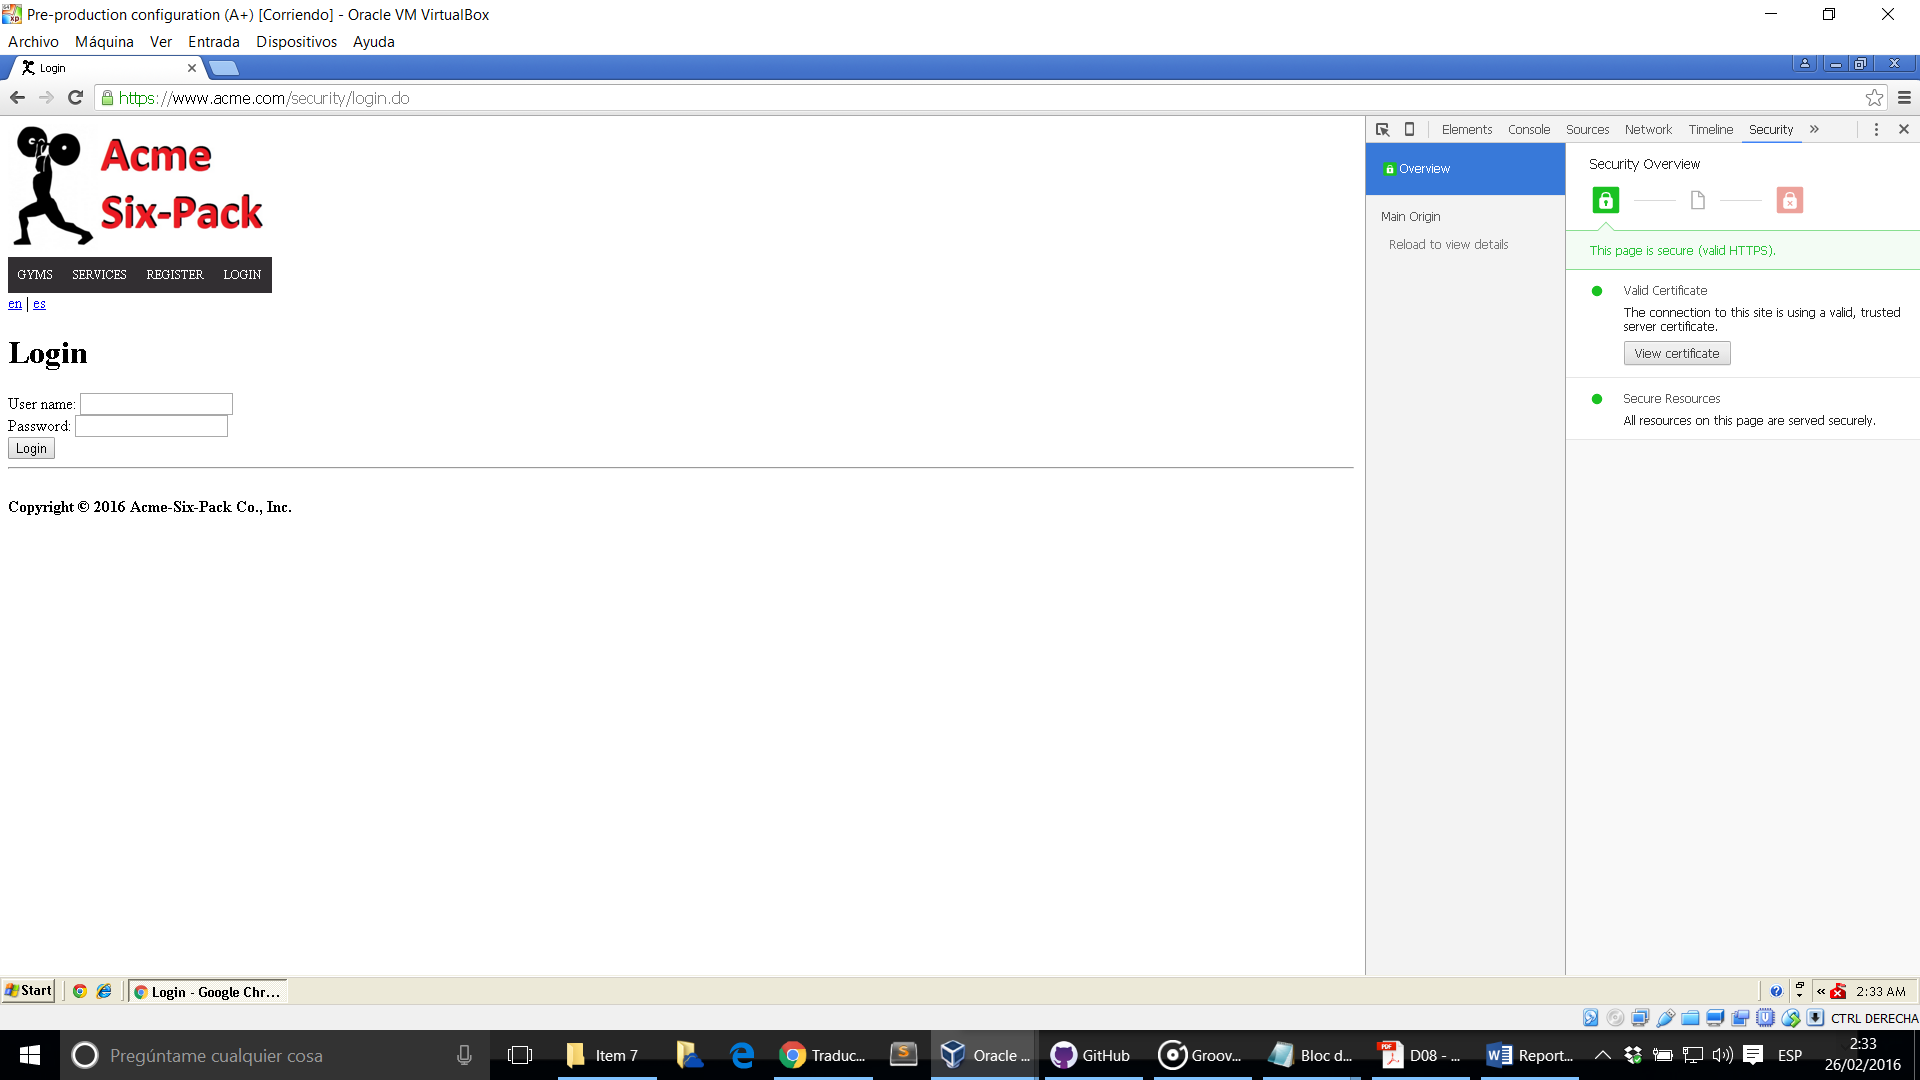 Pre-production configuration (A+) [Corriendo] - Oracle VM VirtualBox
Archivo Máquina Ver Entrada Dispositivos Ayuda
Login
https://www.acme.com/security/login.do
Acme
Six-Pack
GYMS SERVICES REGISTER LOGIN
en | es
Login
User name:
Password:
Login
Copyright © 2016 Acme-Six-Pack Co., Inc.
Elements Console Sources Network Timeline Security »
Overview
Main Origin
Reload to view details
Security Overview
This page is secure (valid HTTPS).
Valid Certificate
The connection to this site is using a valid, trusted
server certificate.
View certificate
Secure Resources
All resources on this page are served securely.
Start
Login - Google Chr...
« 2:33 AM
CTRL DERECHA
Pregúntame cualquier cosa
Item 7
Traduc...
Oracle ...
GitHub
Groov...
Bloc d...
D08 - ...
Report...
ESP
2:33
26/02/2016